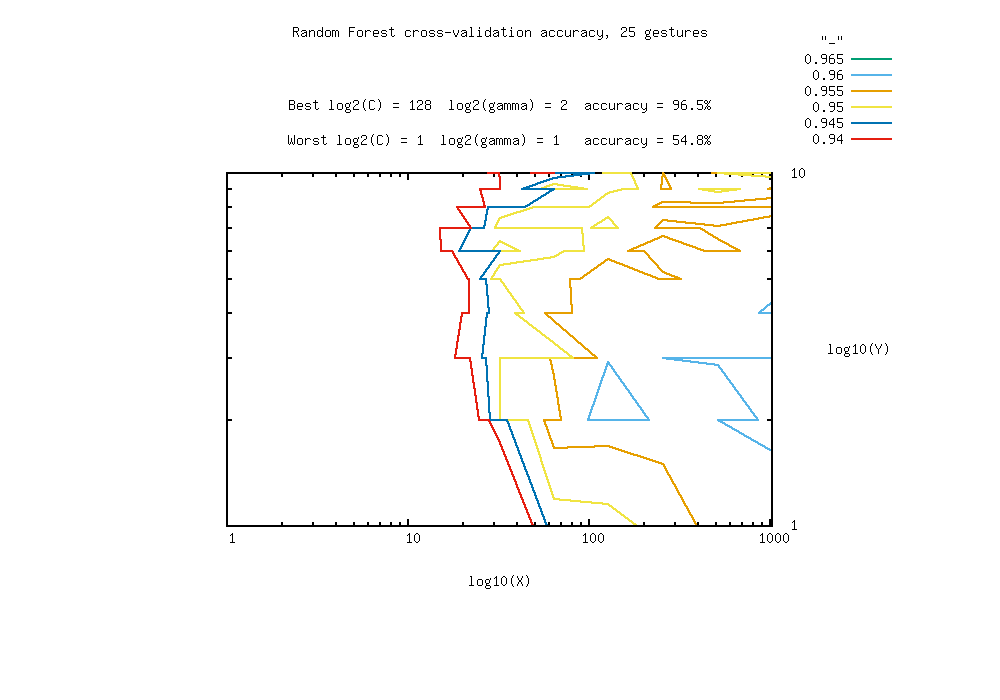 Random Forest cross-validation accuracy, 25 gestures
"_"
0.965
0.96
0.955
0.95
0.945
0.94
Best log2(C) = 128  log2(gamma) = 2  accuracy = 96.5%
Worst log2(C) = 1  log2(gamma) = 1   accuracy = 54.8%
10
log10(Y)
1
1 10 100 1000
log10(X)